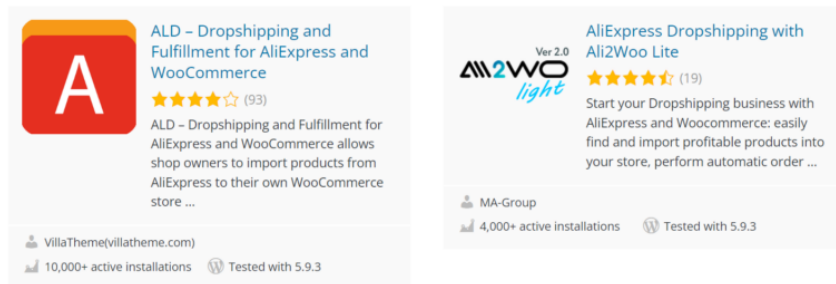 A
ALD – Dropshipping and
Fulfillment for AliExpress and
WooCommerce
(93)
ALD – Dropshipping and Fulfillment for
AliExpress and WooCommerce allows
shop owners to import products from
AliExpress to their own WooCommerce
store ...
VillaTheme(villatheme.com)
10,000+ active installations
Tested with 5.9.3
Ver 2.0
ALI2WO
light
AliExpress Dropshipping with
Ali2Woo Lite
(19)
Start your Dropshipping business with
AliExpress and Woocommerce: easily
find and import profitable products into
your store, perform automatic order ...
MA-Group
4,000+ active installations
Tested with 5.9.3